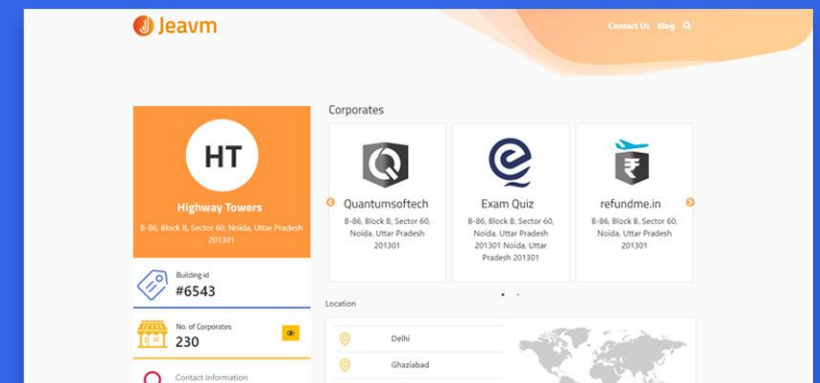 Jeavm
Contact Us Blog
HT
Highway Towers
B-86, Block B, Sector 60, Noida, Uttar Pradesh
201301
Building id
#6543
No. of Corporates
230
Contact Information
Corporates
Quantumsoftech
B-86, Block B, Sector 60,
Noida, Uttar Pradesh
201301
Exam Quiz
B-86, Block B, Sector 60,
Noida, Uttar Pradesh
201301 Noida, Uttar
Pradesh 201301
refundme.in
B-86, Block B, Sector 60,
Noida, Uttar Pradesh
201301
Location
Delhi
Ghaziabad